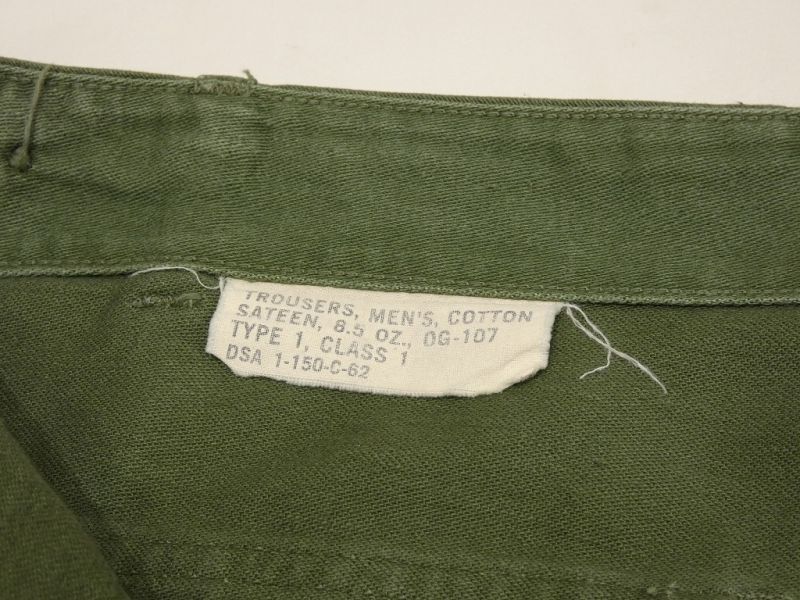 TROUSERS, MEN'S, COTTON
SATEEN, 8.5 OZ., OG-107
TYPE 1, CLASS 1
DSA 1-150-C-62